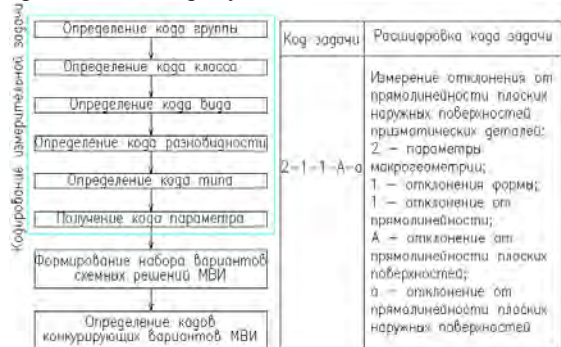 Кодирование измерительной задачи
Определение кода группы
Определение кода класса
Определение кода вида
Определение кода разновидности
Определение кода типа
Получение кода параметра
Формирование набора вариантов
схемных решений МВИ
Определение кодов
конкурирующих вариантов МВИ
Код задачи
Расшифровка кода задачи
2-1-1-А-а
Измерение отклонения от
прямолинейности плоских
наружных поверхностей
призматических деталей:
2 – параметры
макрогеометрии;
1 – отклонения формы;
1 – отклонение от
прямолинейности;
А – отклонение от
прямолинейности плоских
поверхностей;
а – отклонение от
прямолинейности плоских
наружных поверхностей